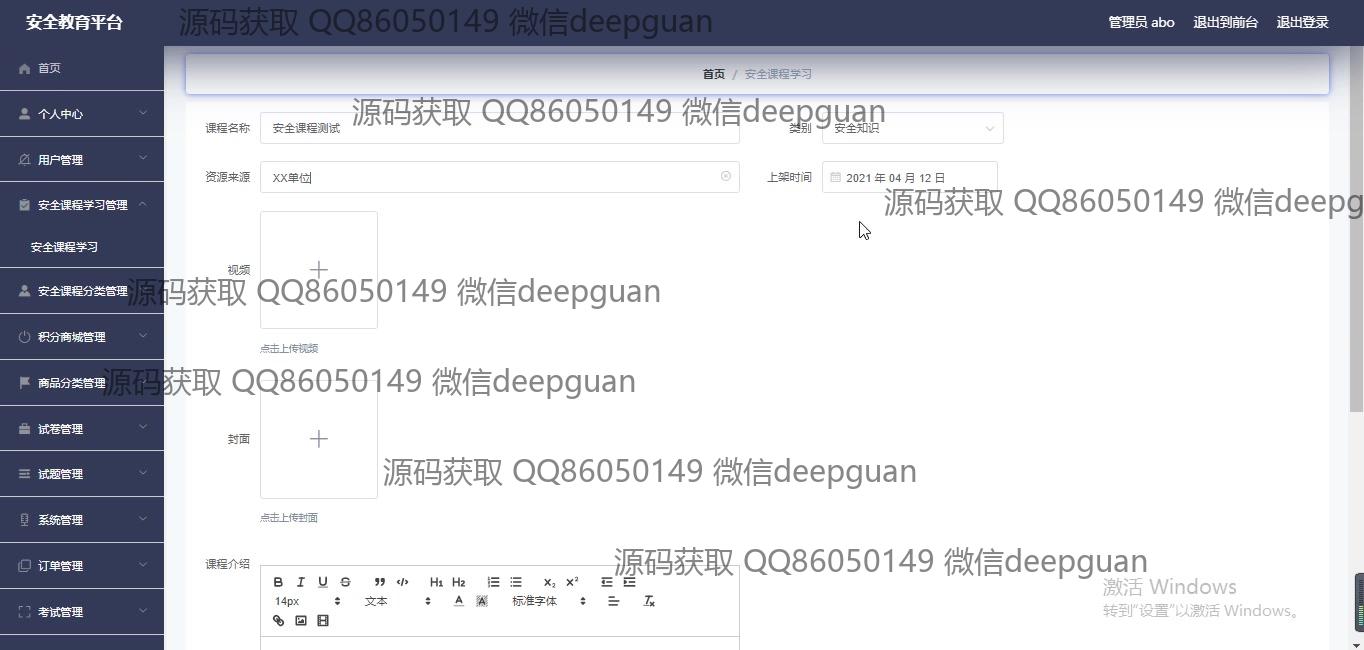 安全教育平台
源码获取 QQ86050149 微信deepguan
管理员 abo 退出到前台 退出登录
首页
个人中心
用户管理
安全课程学习管理
安全课程学习
安全课程分类管理
积分商城管理
商品分类管理
试卷管理
试题管理
系统管理
订单管理
考试管理
首页 / 安全课程学习
源码获取 QQ86050149 微信deepguan
课程名称 安全课程测试 类别 安全知识
资源来源 XX单位 上架时间 2021 年 04 月 12 日
源码获取 QQ86050149 微信deepg
视频
源码获取 QQ86050149 微信deepguan
点击上传视频
源码获取 QQ86050149 微信deepguan
封面
源码获取 QQ86050149 微信deepguan
点击上传封面
课程介绍
源码获取 QQ86050149 微信deepguan
B I U S ” </> H1 H2 X₂ X²
14px 文本 A A 标准字体 Tx
激活 Windows
转到“设置”以激活 Windows。